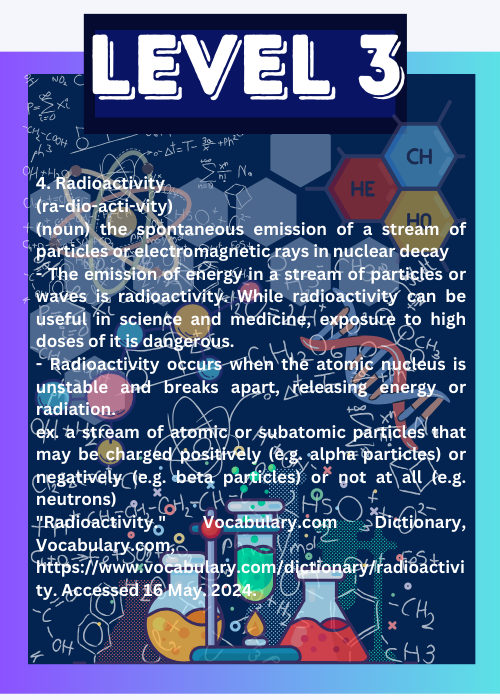 LEVEL 3
4. Radioactivity
(ra-dio-acti-vity)
(noun) the spontaneous emission of a stream of
particles or electromagnetic rays in nuclear decay
- The emission of energy in a stream of particles or
waves is radioactivity. While radioactivity can be
useful in science and medicine, exposure to high
doses of it is dangerous.
- Radioactivity occurs when the atomic nucleus is
unstable and breaks apart, releasing energy or
radiation.
ex. a stream of atomic or subatomic particles that
may be charged positively (e.g. alpha particles) or
negatively (e.g. beta particles) or not at all (e.g.
neutrons)
"Radioactivity." Vocabulary.com Dictionary,
Vocabulary.com,
https://www.vocabulary.com/dictionary/radioactivi
ty. Accessed 16 May. 2024.
CH
HE
HO